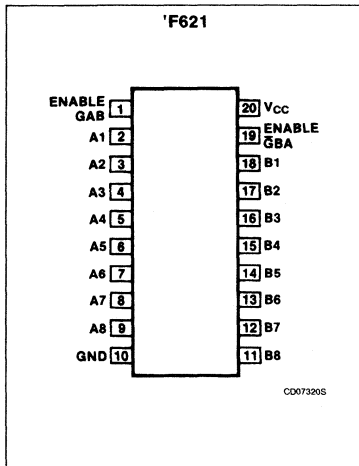 'F621
ENABLE GAB 1
A1 2
A2 3
A3 4
A4 5
A5 6
A6 7
A7 8
A8 9
GND 10
20 VCC
19 ENABLE G̅BA
18 B1
17 B2
16 B3
15 B4
14 B5
13 B6
12 B7
11 B8
CD07320S